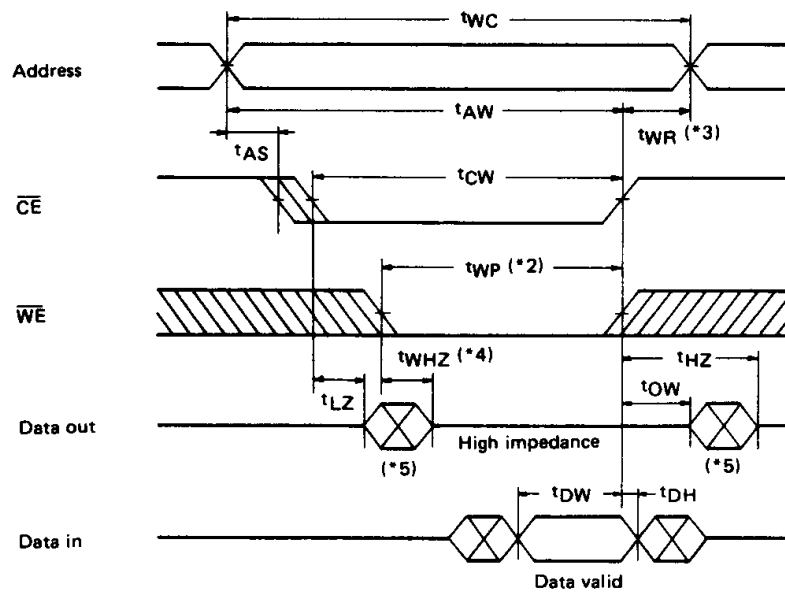 tWC
Address
tAW
tWR (*3)
tAS
tCW
CE
tWP (*2)
WE
tWHZ (*4)
tHZ
tLZ
tOW
Data out
High impedance
(*5)
(*5)
tDW
tDH
Data in
Data valid